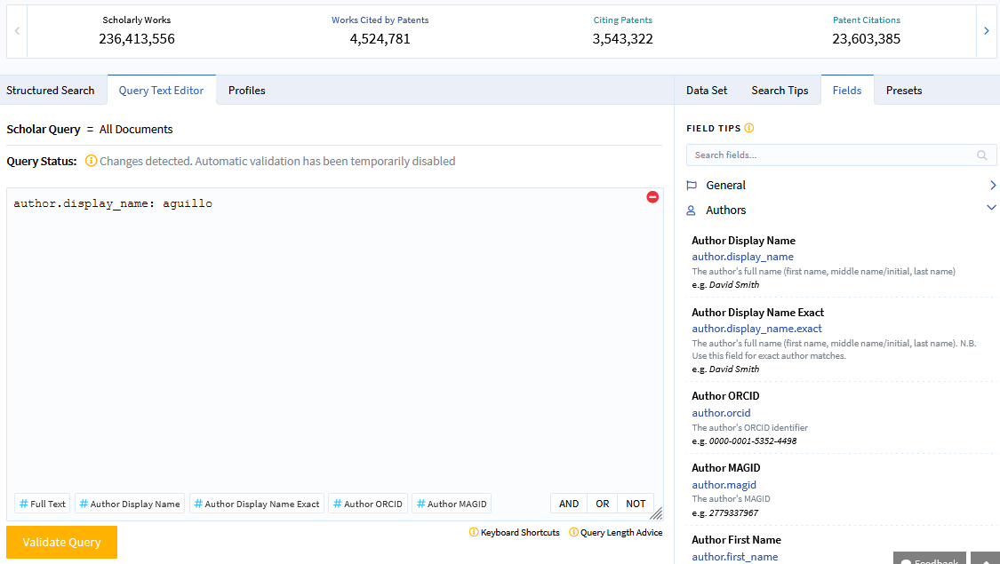 Scholarly Works
236,413,556
Works Cited by Patents
4,524,781
Citing Patents
3,543,322
Patent Citations
23,603,385
Structured Search
Query Text Editor
Profiles
Data Set
Search Tips
Fields
Presets
Scholar Query = All Documents
Query Status: Changes detected. Automatic validation has been temporarily disabled
author.display_name: aguillo
# Full Text
# Author Display Name
# Author Display Name Exact
# Author ORCID
# Author MAGID
AND
OR
NOT
Validate Query
Keyboard Shortcuts
Query Length Advice
FIELD TIPS
Search fields...
General
Authors
Author Display Name
author.display_name
The author's full name (first name, middle name/initial, last name)
e.g. David Smith
Author Display Name Exact
author.display_name.exact
The author's full name (first name, middle name/initial, last name). N.B.
Use this field for exact author matches.
e.g. David Smith
Author ORCID
author.orcid
The author's ORCID identifier
e.g. 0000-0001-5352-4498
Author MAGID
author.magid
The author's MAGID
e.g. 2779337967
Author First Name
author.first_name
Feedback